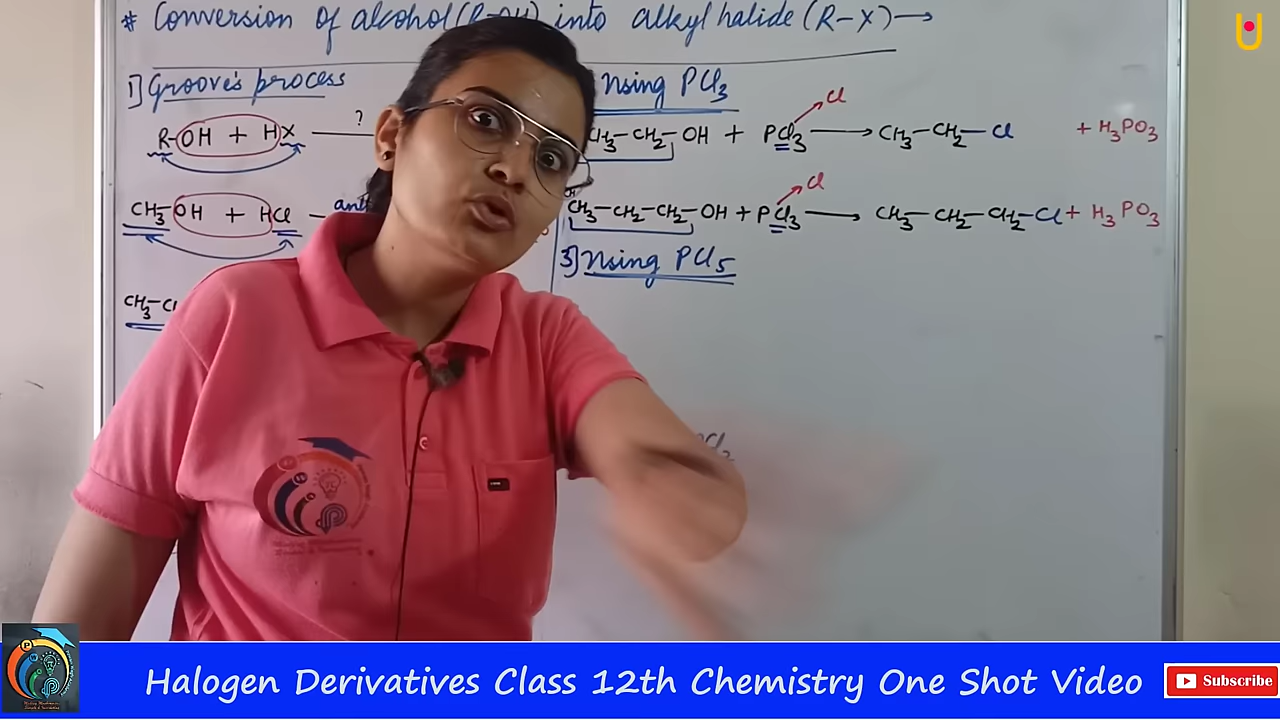 # Conversion of alcohol (R-OH) into alkyl halide (R-X) →
1] Groove's process
R-OH + HX → ?
CH3 OH + HCl
CH3-C
Using PCl3
CH3-CH2-OH + PCl3 → CH3-CH2-Cl + H3PO3
Cl
CH3-CH2-CH2-OH + PCl3 → CH3-CH2-CH2-Cl + H3PO3
Cl
3] Using PCl5
Halogen Derivatives Class 12th Chemistry One Shot Video
Subscribe